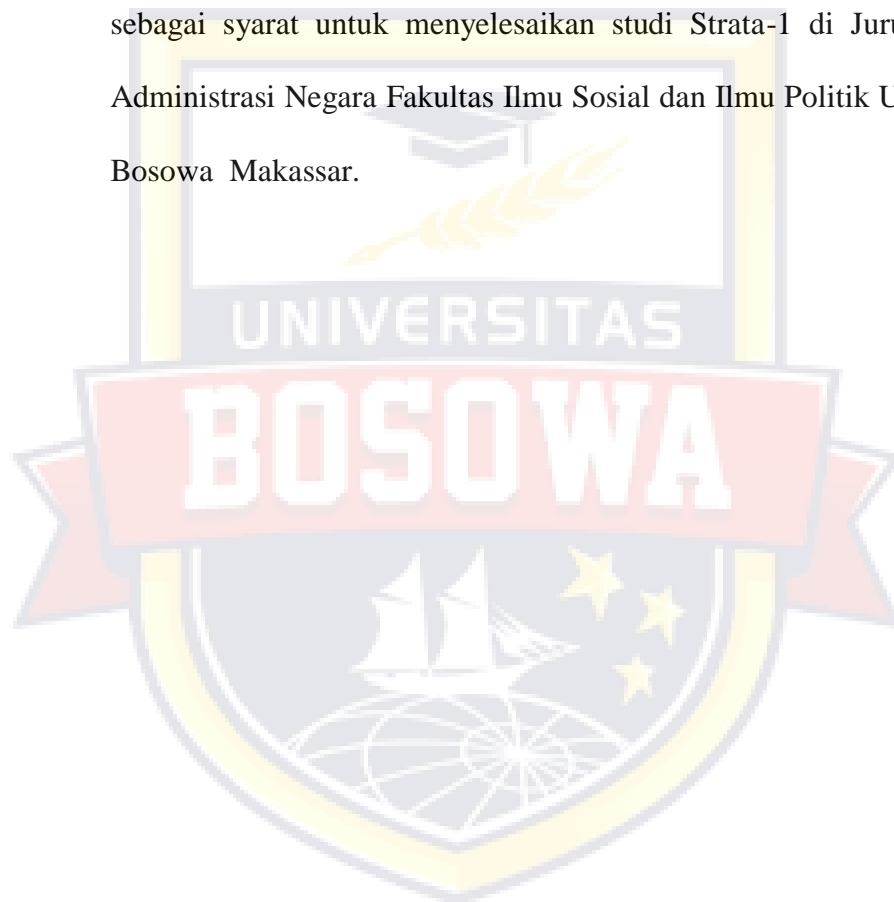 sebagai syarat untuk menyelesaikan studi Strata-1 di Juru
Administrasi Negara Fakultas Ilmu Sosial dan Ilmu Politik U
Bosowa Makassar.
UNIVERSITAS
BOSOWA